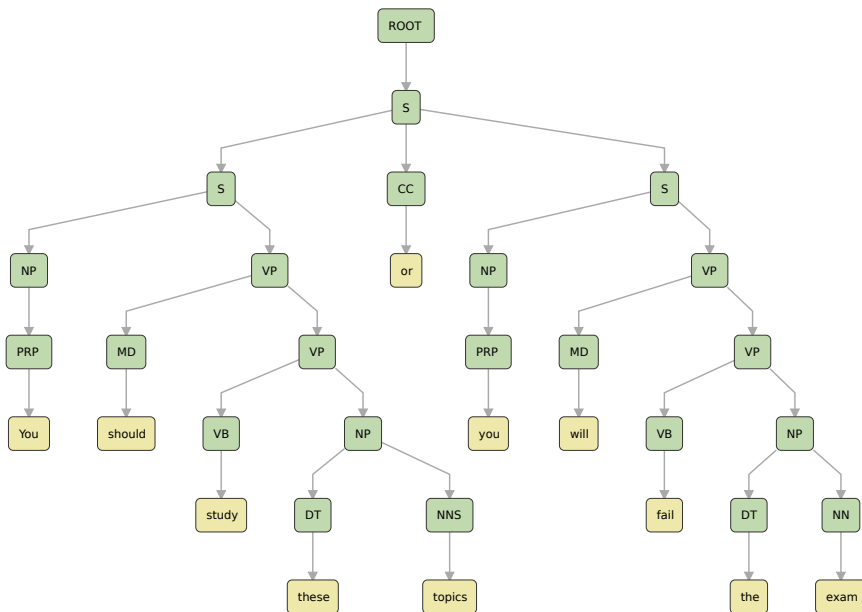 ROOT
S
S CC S
NP VP or NP VP
PRP MD VP PRP MD VP
You should VB NP you will VB NP
study DT NNS fail DT NN
these topics the exam